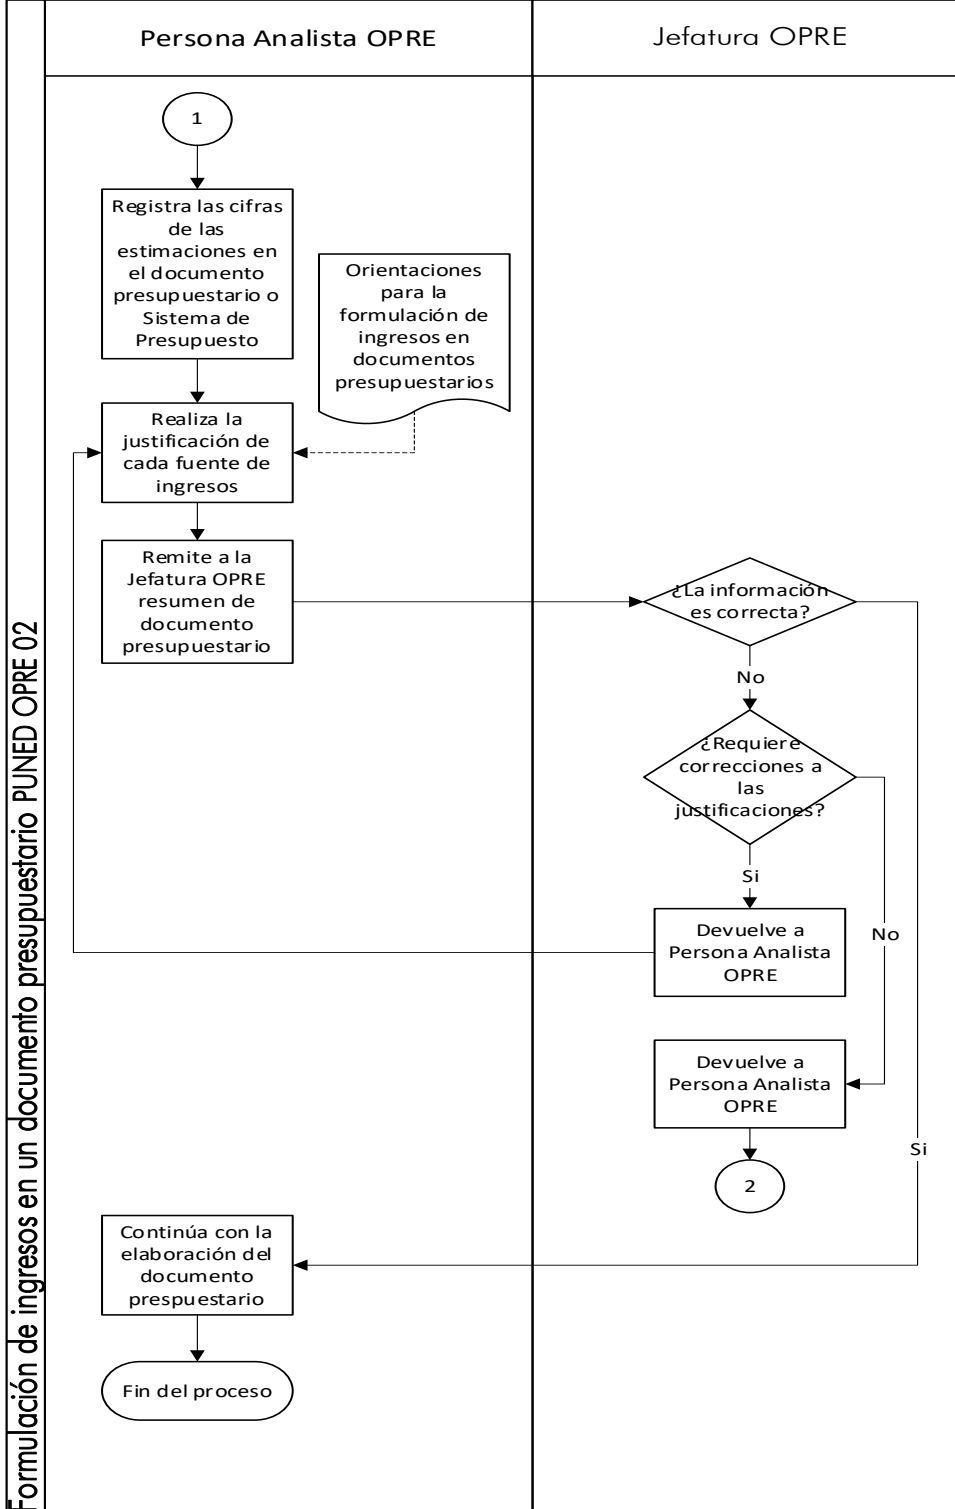 Formulación de ingresos en un documento presupuestario PUNED OPRE 02
Persona Analista OPRE
Jefatura OPRE
1
Registra las cifras
de las
estimaciones en
el documento
presupuestario o
Sistema de
Presupuesto
Orientaciones
para la
formulación de
ingresos en
documentos
presupuestarios
Realiza la
justificación de
cada fuente de
ingresos
Remite a la
Jefatura OPRE
resumen de
documento
presupuestario
¿La información
es correcta?
No
¿Requiere
correcciones a
las
justificaciones?
Si
No
Devuelve a
Persona Analista
OPRE
Devuelve a
Persona Analista
OPRE
Si
2
Continúa con la
elaboración del
documento
prespuestario
Fin del proceso